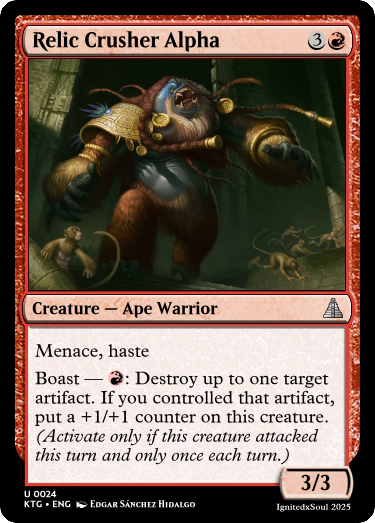 Relic Crusher Alpha 3
Creature — Ape Warrior
Menace, haste
Boast — : Destroy up to one target
artifact. If you controlled that artifact,
put a +1/+1 counter on this creature.
(Activate only if this creature attacked
this turn and only once each turn.)
3/3
U 0024
KTG • ENG Edgar Sánchez Hidalgo
IgnitedxSoul 2025